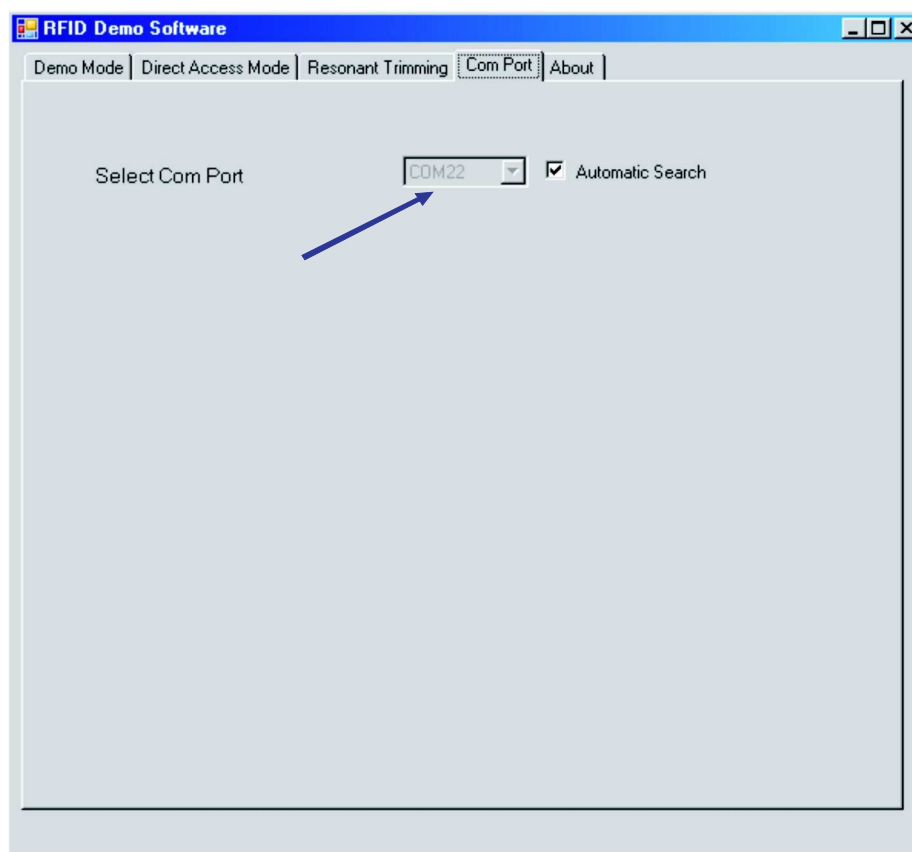 RFID Demo Software
Demo Mode Direct Access Mode Resonant Trimming Com Port About
Select Com Port COM22 Automatic Search